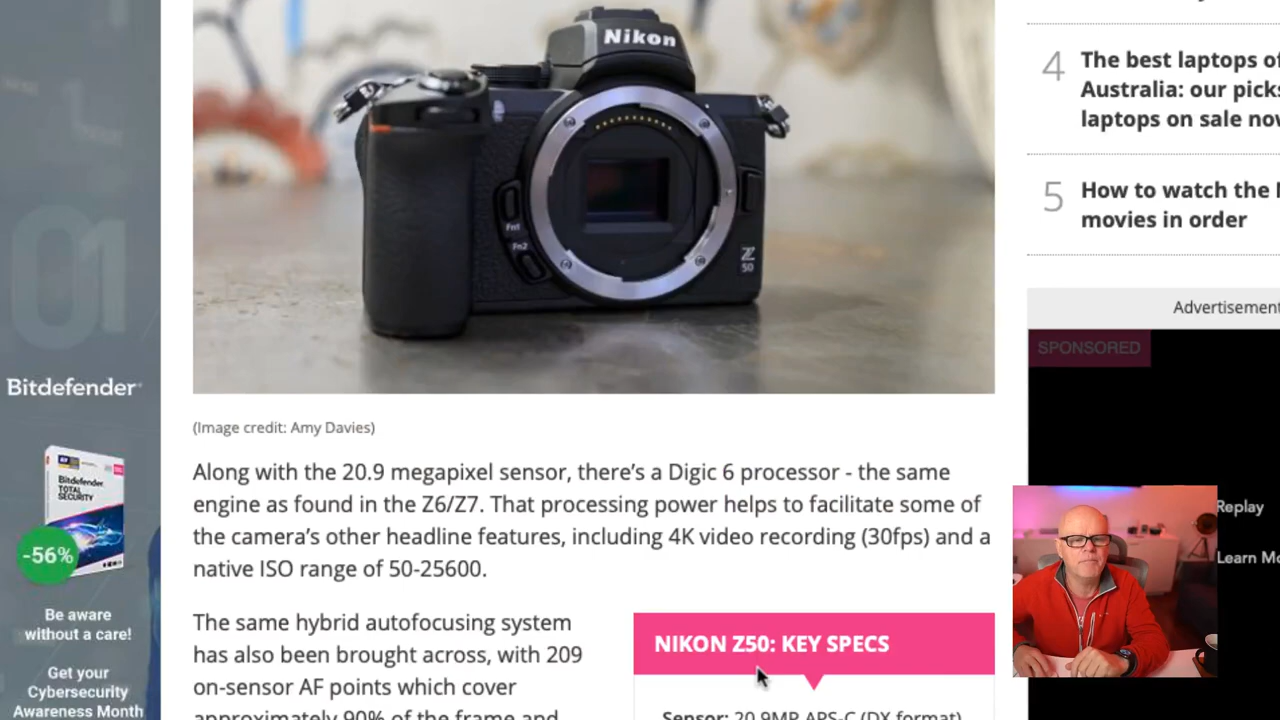 Nikon
Fn1
Fn2
Z
50
4
The best laptops of
Australia: our picks
laptops on sale now
5
How to watch the
movies in order
Advertisement
SPONSORED
Replay
Learn Mo
01
Bitdefender
Bitdefender
TOTAL
SECURITY
-56%
Be aware
without a care!
Get your
Cybersecurity
Awareness Month
(Image credit: Amy Davies)
Along with the 20.9 megapixel sensor, there’s a Digic 6 processor - the same
engine as found in the Z6/Z7. That processing power helps to facilitate some of
the camera’s other headline features, including 4K video recording (30fps) and a
native ISO range of 50-25600.
The same hybrid autofocusing system
has also been brought across, with 209
on-sensor AF points which cover
approximately 90% of the frame and
NIKON Z50: KEY SPECS
Sensor: 20.9MP APS-C (DX format)